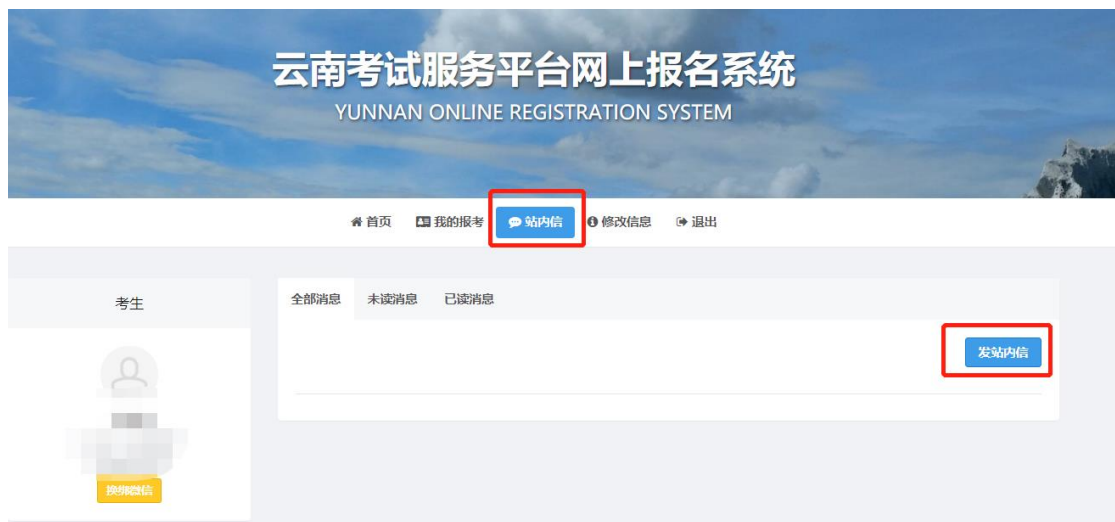 云南考试服务平台网上报名系统
YUNNAN ONLINE REGISTRATION SYSTEM
首页 我的报考 站内信 修改信息 退出
考生
全部消息 未读消息 已读消息
发站内信
换绑微信